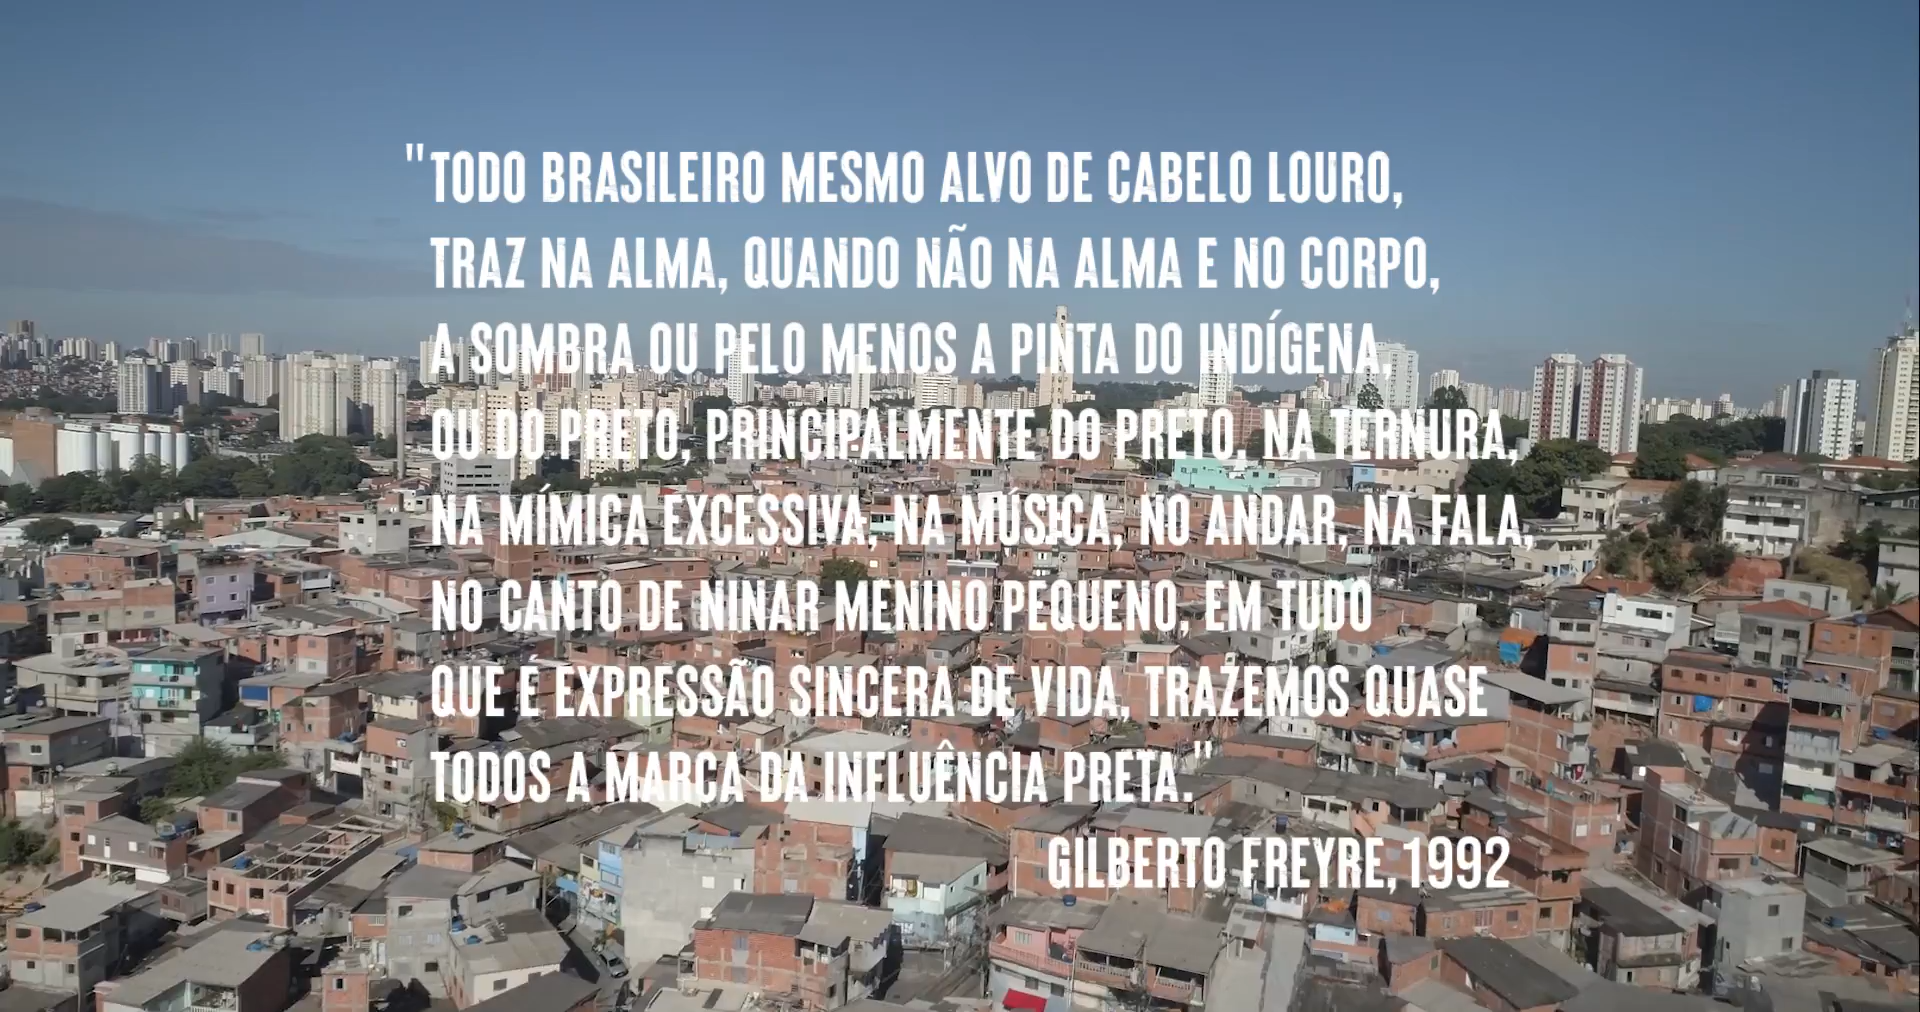 "TODO BRASILEIRO MESMO ALVO DE CABELO LOURO,
TRAZ NA ALMA, QUANDO NÃO NA ALMA E NO CORPO,
A SOMBRA OU PELO MENOS A PINTA DO INDÍGENA,
OU DO PRETO, PRINCIPALMENTE DO PRETO, NA TERNURA,
NA MÍMICA EXCESSIVA, NA MÚSICA, NO ANDAR, NA FALA,
NO CANTO DE NINAR MENINO PEQUENO, EM TUDO
QUE É EXPRESSÃO SINCERA DE VIDA, TRAZEMOS QUASE
TODOS A MARCA DA INFLUÊNCIA PRETA."
GILBERTO FREYRE, 1992